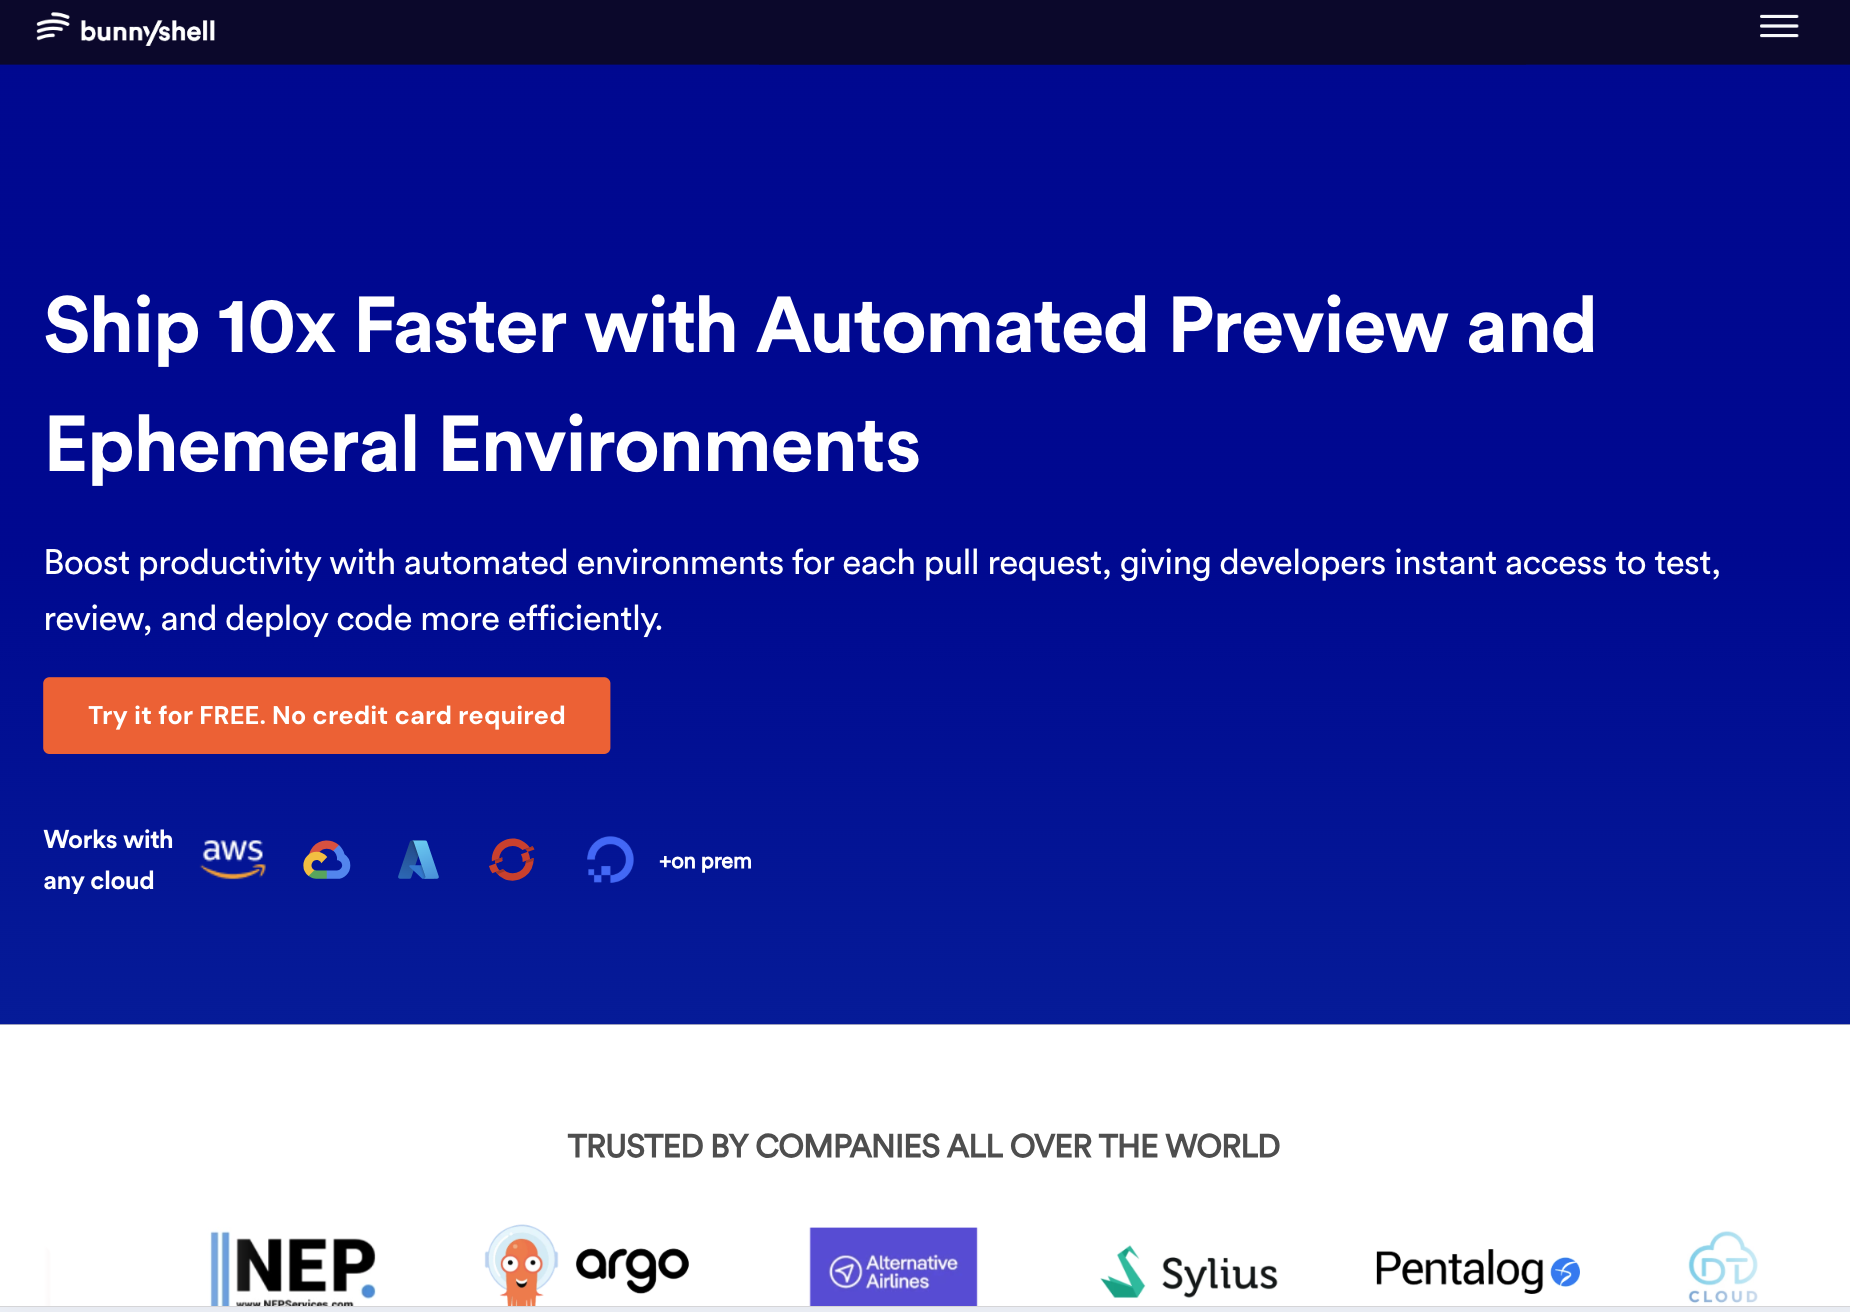 bunnyshell
Ship 10x Faster with Automated Preview and
Ephemeral Environments
Boost productivity with automated environments for each pull request, giving developers instant access to test,
review, and deploy code more efficiently.
Try it for FREE. No credit card required
Works with
any cloud
aws
+on prem
TRUSTED BY COMPANIES ALL OVER THE WORLD
NEP.
www.NEPServices.com
argo
Alternative
Airlines
Sylius
Pentalog
DT
CLOUD